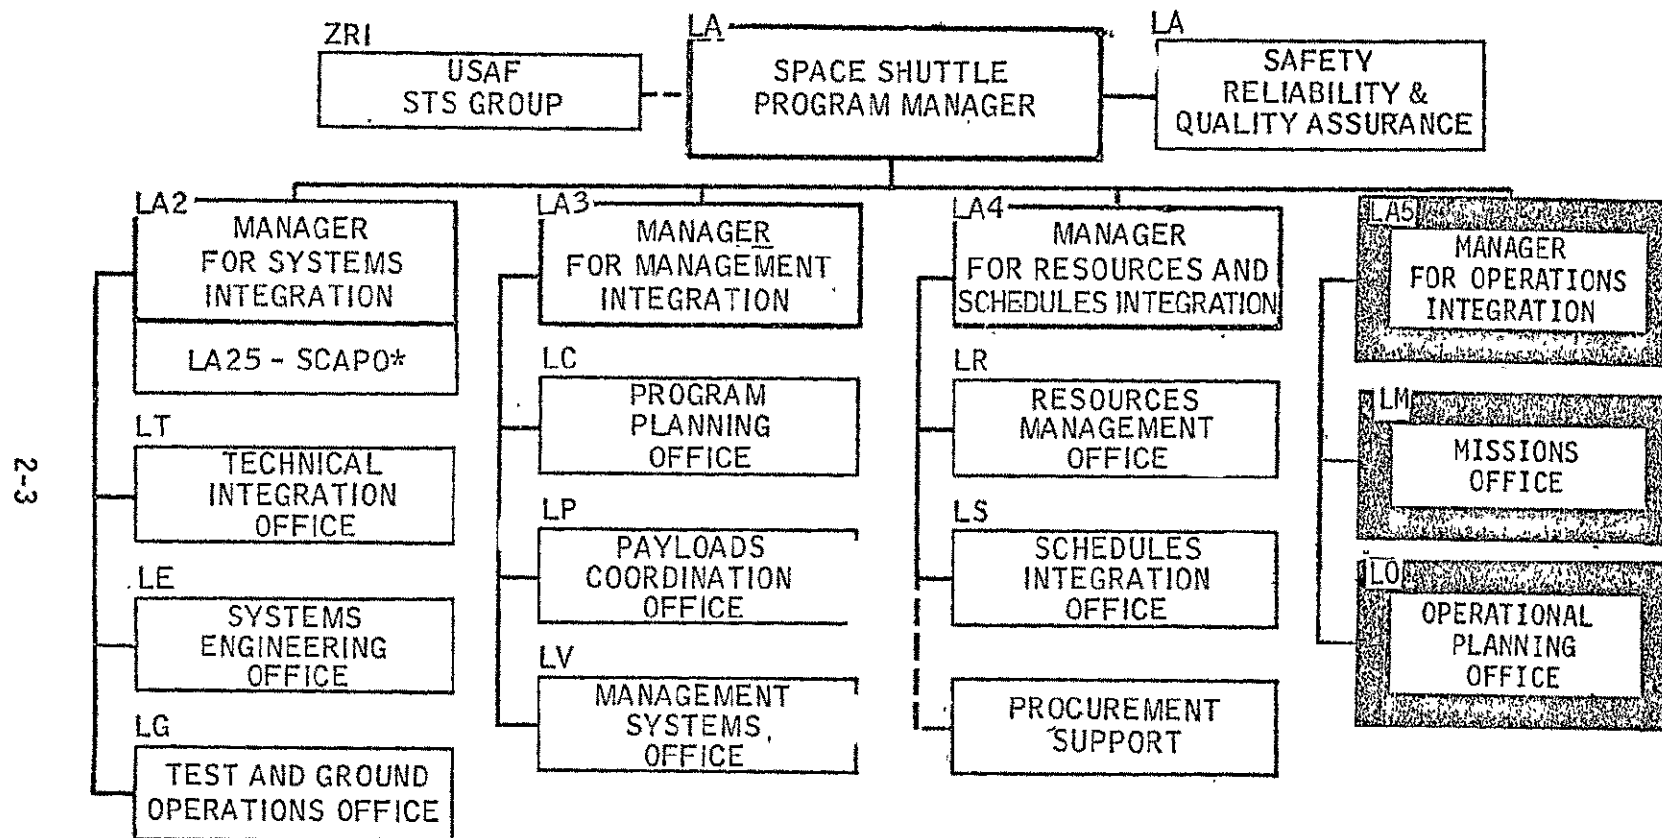 ZR1
USAF
STS GROUP
LA
SPACE SHUTTLE
PROGRAM MANAGER
LA
SAFETY
RELIABILITY &
QUALITY ASSURANCE
LA2
MANAGER
FOR SYSTEMS
INTEGRATION
LA25 - SCAPO*
LT
TECHNICAL
INTEGRATION
OFFICE
LE
SYSTEMS
ENGINEERING
OFFICE
LG
TEST AND GROUND
OPERATIONS OFFICE
LA3
MANAGER
FOR MANAGEMENT
INTEGRATION
LC
PROGRAM
PLANNING
OFFICE
LP
PAYLOADS
COORDINATION
OFFICE
LV
MANAGEMENT
SYSTEMS
OFFICE
LA4
MANAGER
FOR RESOURCES AND
SCHEDULES INTEGRATION
LR
RESOURCES
MANAGEMENT
OFFICE
LS
SCHEDULES
INTEGRATION
OFFICE
PROCUREMENT
SUPPORT
LA5
MANAGER
FOR OPERATIONS
INTEGRATION
LM
MISSIONS
OFFICE
LO
OPERATIONAL
PLANNING
OFFICE
2-3